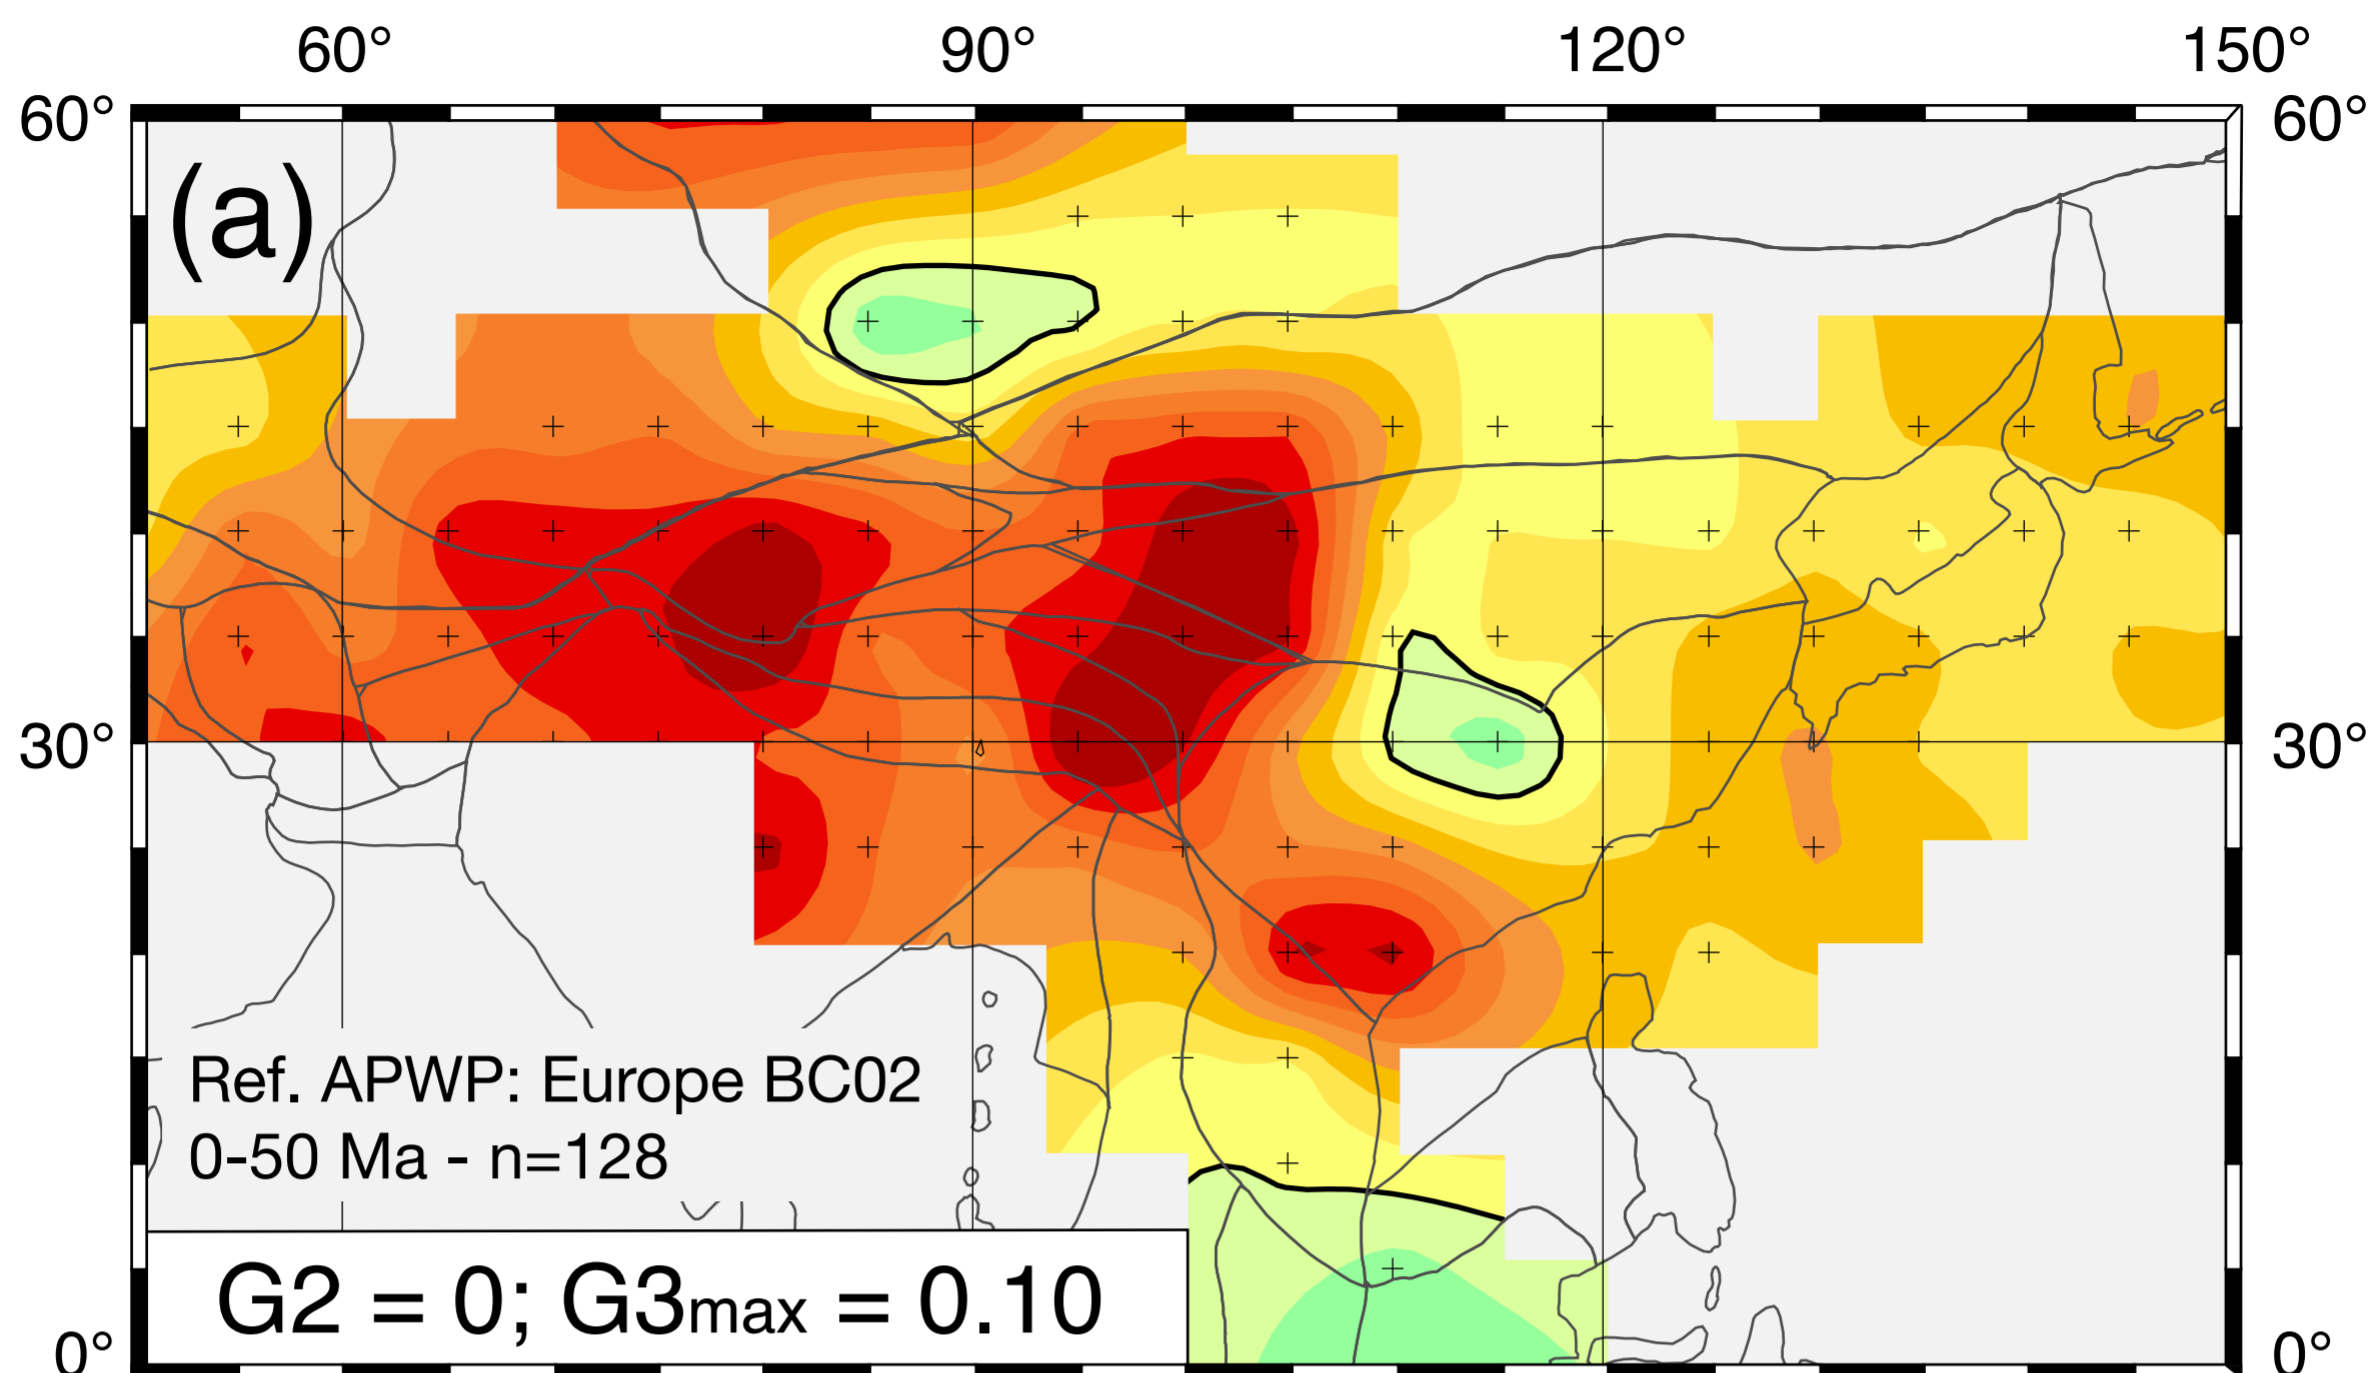 60° 90° 120° 150°
60° 60°
(a)
30° 30°
Ref. APWP: Europe BC02
0-50 Ma - n=128
G2 = 0; G3max = 0.10
0° 0°